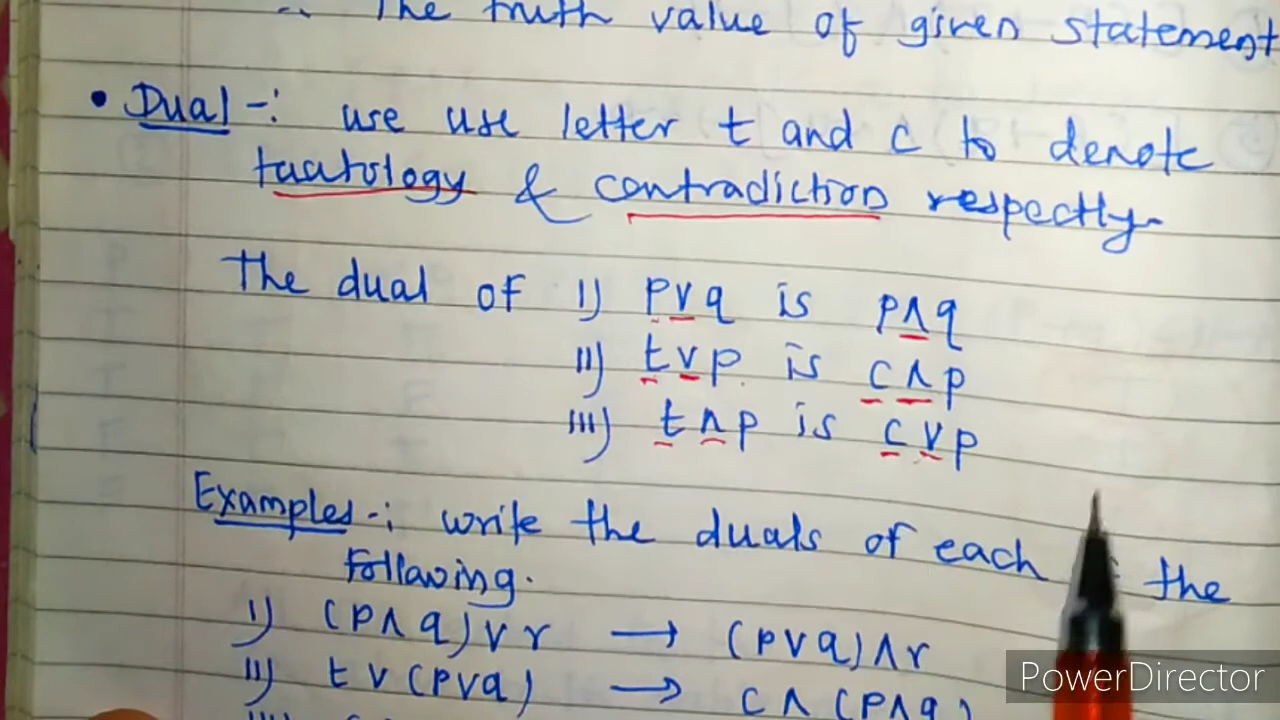 The truth value of given statement
• Dual -: use use letter t and c to denote
tautology & contradiction respectly
The dual of i) p∨q is p∧q
ii) t∨p is c∧p
iii) t∧p is c∨p
Examples -: write the duals of each the
following.
i) (p∧q)∨r → (p∨q)∧r
ii) t∨(p∨q) → c∧(p∧q)
PowerDirector